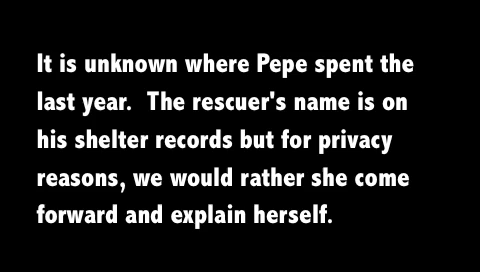 It is unknown where Pepe spent the
last year.  The rescuer's name is on
his shelter records but for privacy
reasons, we would rather she come
forward and explain herself.